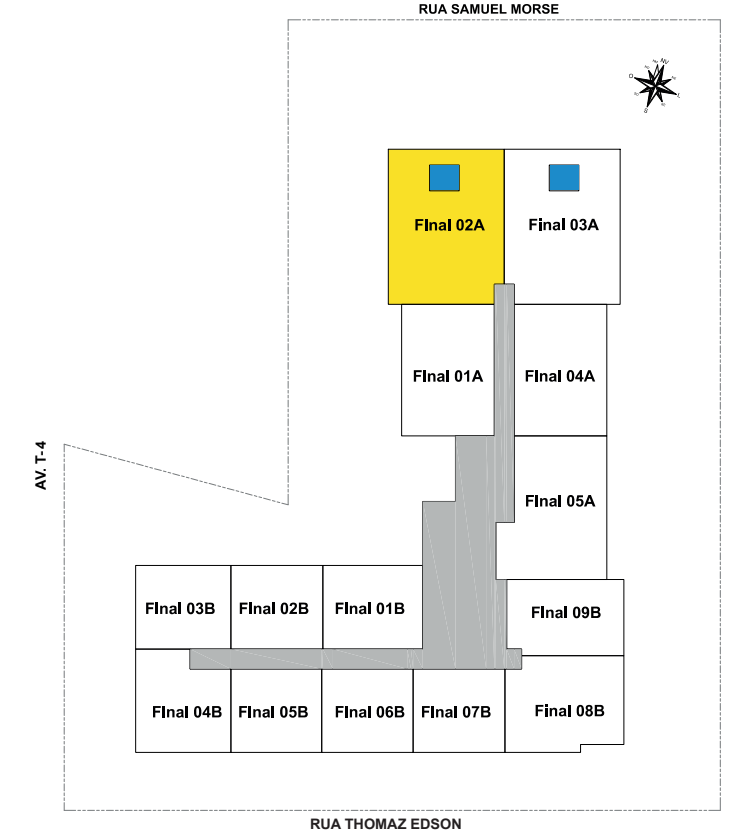 RUA SAMUEL MORSE
FInal 02A
Final 03A
FInal 01A
FInal 04A
AV. T-4
FInal 05A
FInal 03B
FInal 02B
FInal 01B
FInal 09B
FInal 04B
FInal 05B
FInal 06B
FInal 07B
Final 08B
RUA THOMAZ EDSON